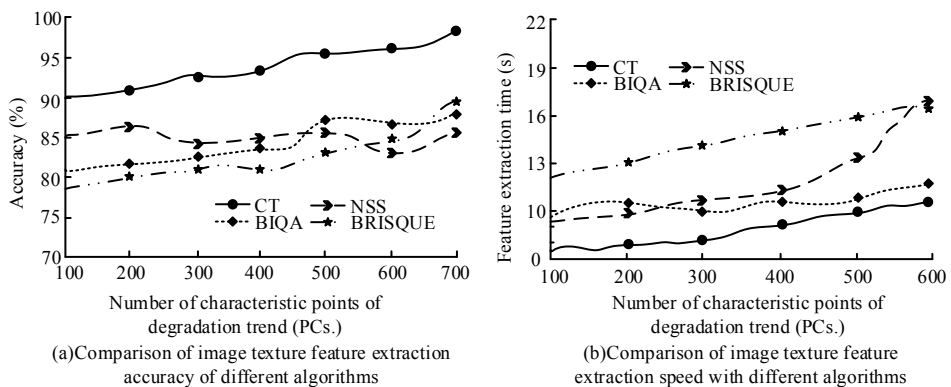 100
95
90
85
80
75
70
Accuracy (%)
CT
NSS
BIQA
BRISQUE
100 200 300 400 500 600 700
Number of characteristic points of
degradation trend (PCs.)
(a)Comparison of image texture feature extraction
accuracy of different algorithms
22
19
16
13
10
0
Feature extraction time (s)
CT
NSS
BIQA
BRISQUE
100 200 300 400 500 600
Number of characteristic points of
degradation trend (PCs.)
(b)Comparison of image texture feature
extraction speed with different algorithms